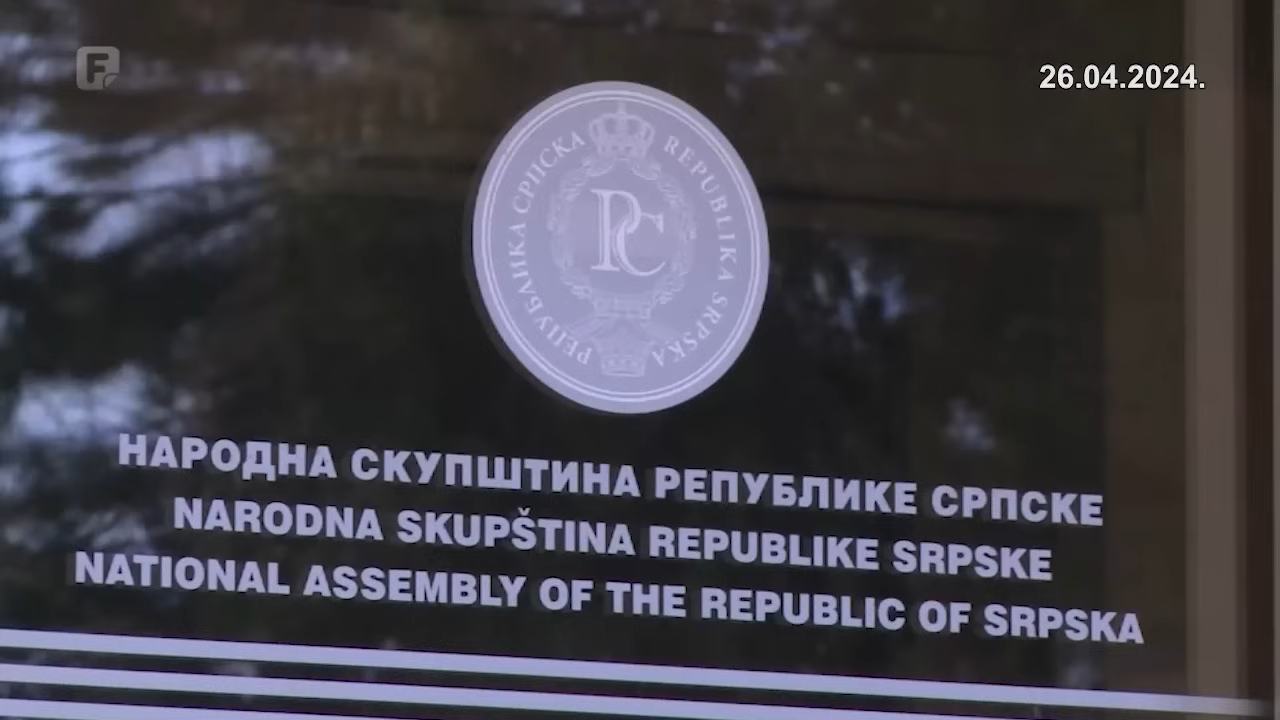 F
26.04.2024.
РЕПУБЛИКА СРПСКА
REPUBLIKA SRPSKA
РС
НАРОДНА СКУПШТИНА РЕПУБЛИКЕ СРПСКЕ
NARODNA SKUPŠTINA REPUBLIKE SRPSKE
NATIONAL ASSEMBLY OF THE REPUBLIC OF SRPSKA